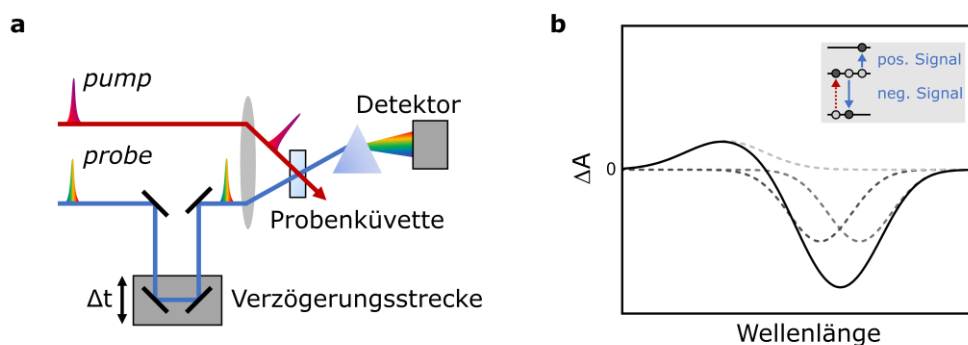 a
pump
probe
Detektor
Probenküvette
Δt
Verzögerungsstrecke
b
pos. Signal
neg. Signal
ΔA
0
Wellenlänge